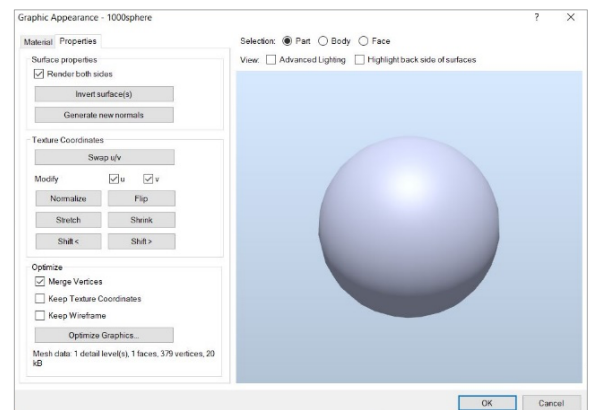 Graphic Appearance - 1000sphere
Material Properties
Selection: Part Body Face
View: Advanced Lighting Highlight back side of surfaces
Surface properties
Render both sides
Invert surface(s)
Generate new normals
Texture Coordinates
Swap u/v
Modify u v
Normalize Flip
Stretch Shrink
Shift < Shift >
Optimize
Merge Vertices
Keep Texture Coordinates
Keep Wireframe
Optimize Graphics...
Mesh data: 1 detail level(s), 1 faces, 379 vertices, 20
kB
OK Cancel